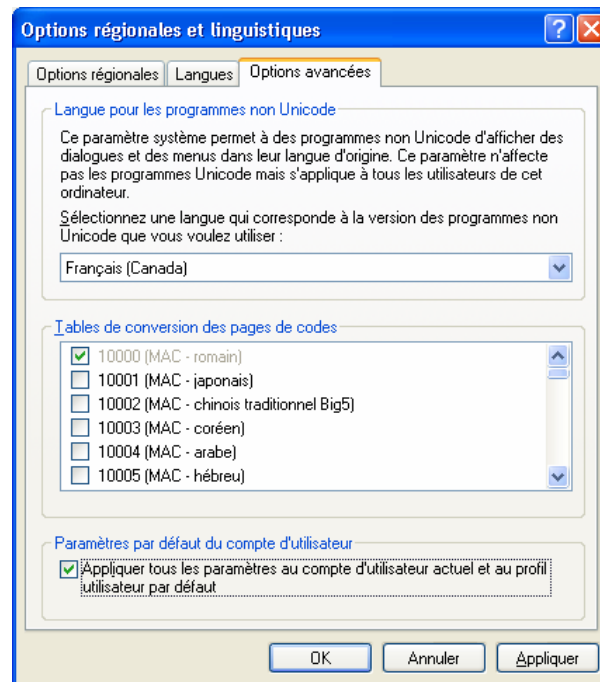 Options régionales et linguistiques
Options régionales Langues Options avancées
Langue pour les programmes non Unicode
Ce paramètre système permet à des programmes non Unicode d'afficher des
dialogues et des menus dans leur langue d'origine. Ce paramètre n'affecte
pas les programmes Unicode mais s'applique à tous les utilisateurs de cet
ordinateur.
Sélectionnez une langue qui corresponde à la version des programmes non
Unicode que vous voulez utiliser :
Français (Canada)
Tables de conversion des pages de codes
10000 (MAC - romain)
10001 (MAC - japonais)
10002 (MAC - chinois traditionnel Big5)
10003 (MAC - coréen)
10004 (MAC - arabe)
10005 (MAC - hébreu)
Paramètres par défaut du compte d'utilisateur
Appliquer tous les paramètres au compte d'utilisateur actuel et au profil
utilisateur par défaut
OK Annuler Appliquer